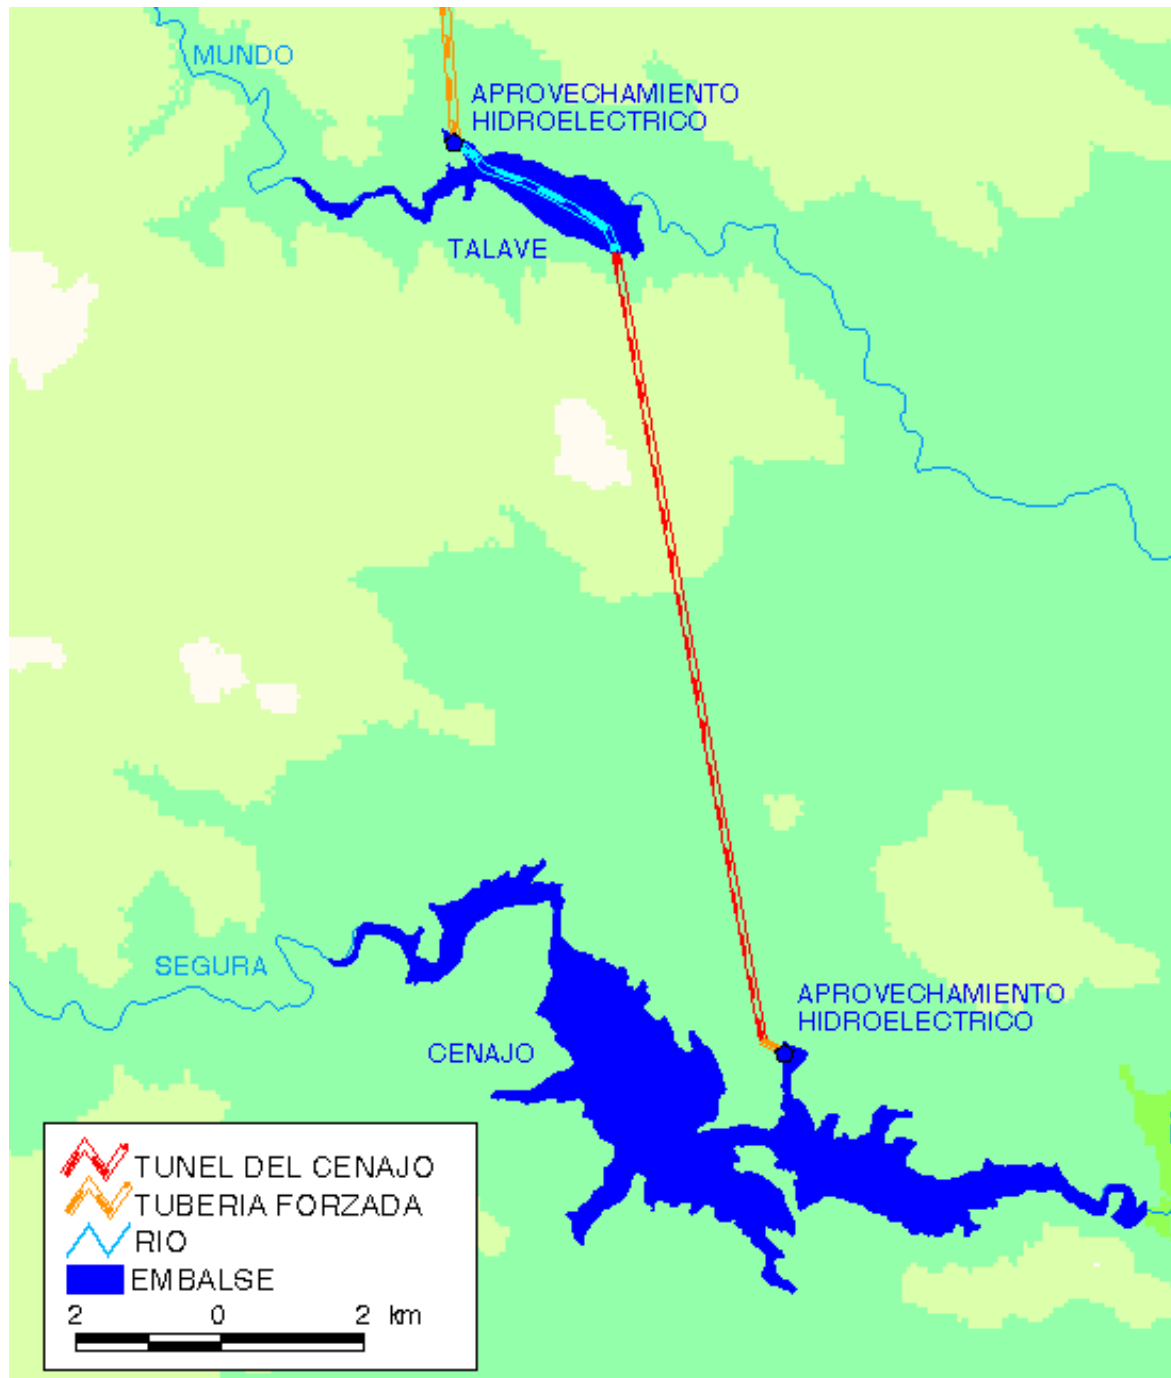 MUNDO
APROVECHAMIENTO
HIDROELECTRICO
TALAVE
SEGURA
APROVECHAMIENTO
HIDROELECTRICO
CENAJO
TUNEL DEL CENAJO
TUBERIA FORZADA
RIO
EMBALSE
2 0 2 km